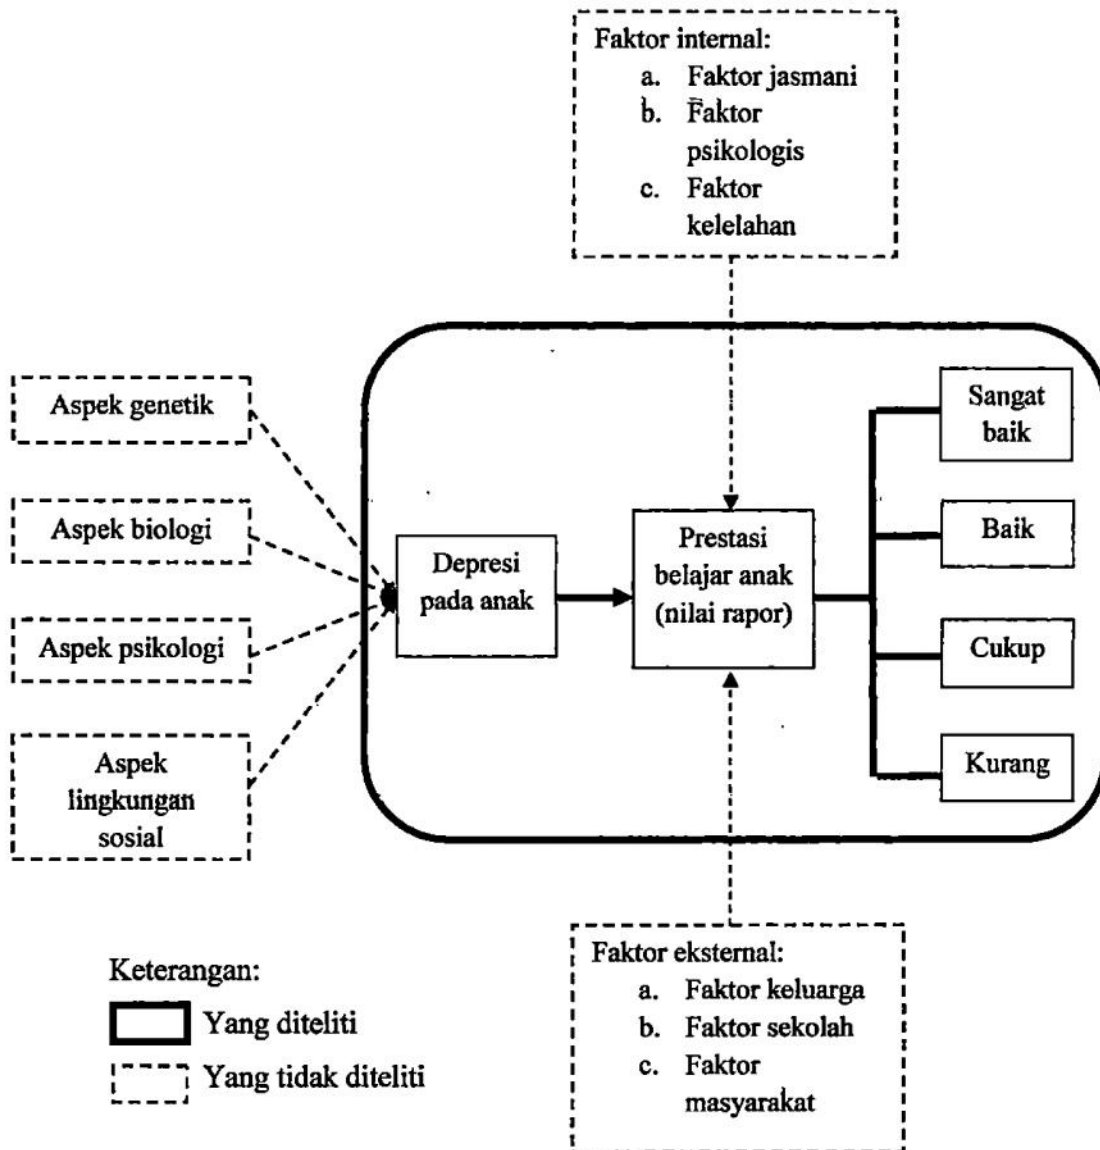 Faktor internal:
a. Faktor jasmani
b. Faktor
psikologis
c. Faktor
kelelahan
Aspek genetik
Aspek biologi
Aspek psikologi
Aspek
lingkungan
sosial
Depresi
pada anak
Prestasi
belajar anak
(nilai rapor)
Sangat
baik
Baik
Cukup
Kurang
Faktor eksternal:
a. Faktor keluarga
b. Faktor sekolah
c. Faktor
masyarakat
Keterangan:
Yang diteliti
Yang tidak diteliti